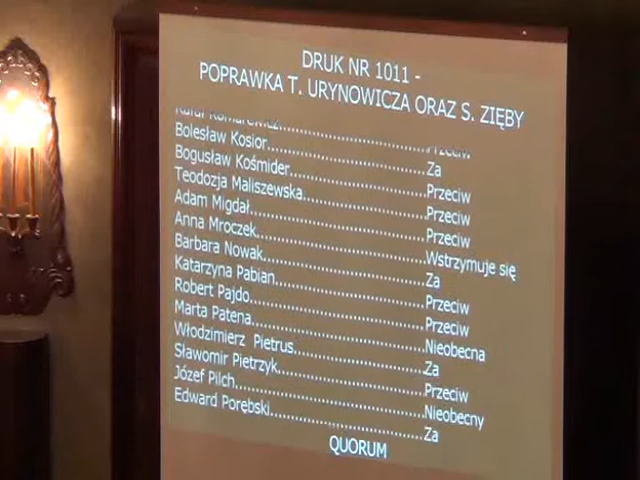 DRUK NR 1011 -
POPRAWKA T. URYNOWICZA ORAZ S. ZIĘBY
Przeciw
Bolesław Kosior Za
Bogusław Kośmider Przeciw
Teodozja Maliszewska Przeciw
Adam Migdał Przeciw
Anna Mroczek Wstrzymuje się
Barbara Nowak Za
Katarzyna Pabian Przeciw
Robert Pajdo Przeciw
Marta Patena Nieobecna
Włodzimierz Pietrus Za
Sławomir Pietrzyk Przeciw
Józef Pilch Nieobecny
Edward Porębski Za
QUORUM